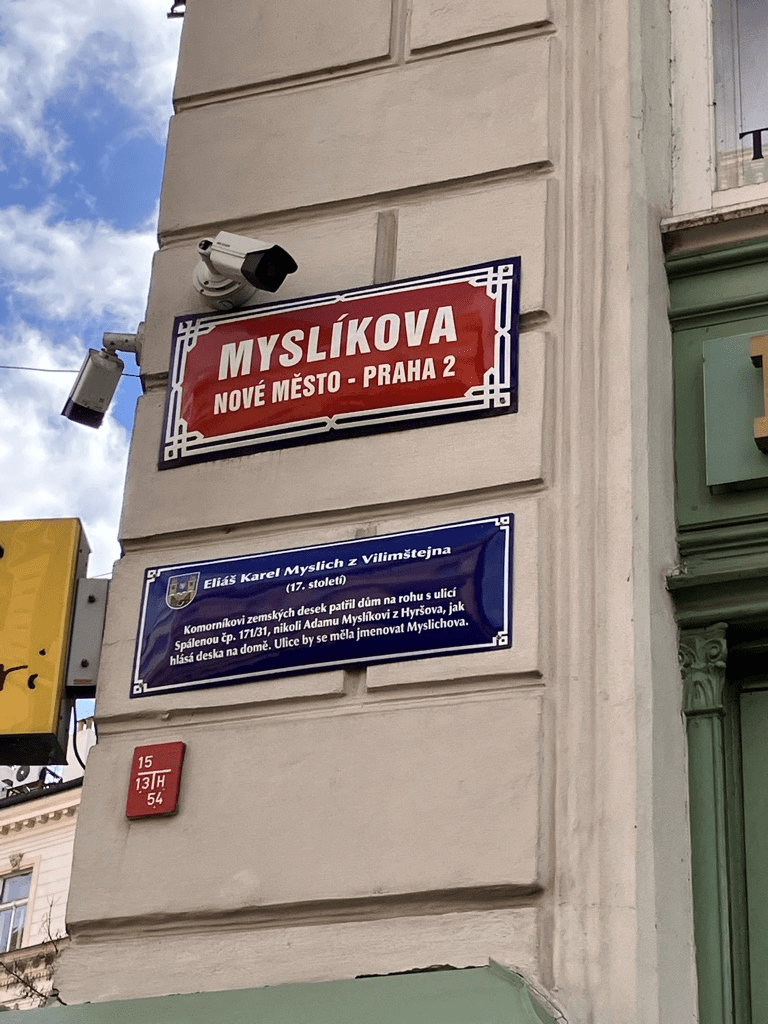 MYSLÍKOVA
NOVÉ MĚSTO - PRAHA 2
Eliáš Karel Myslich z Vilimštejna
(17. století)
Komorníkovi zemských desek patřil dům na rohu s ulicí
Spálenou čp. 171/31, nikoli Adamu Myslíkovi z Hyršova, jak
hlásá deska na domě. Ulice by se měla jmenovat Myslichova.
15
13 H
54